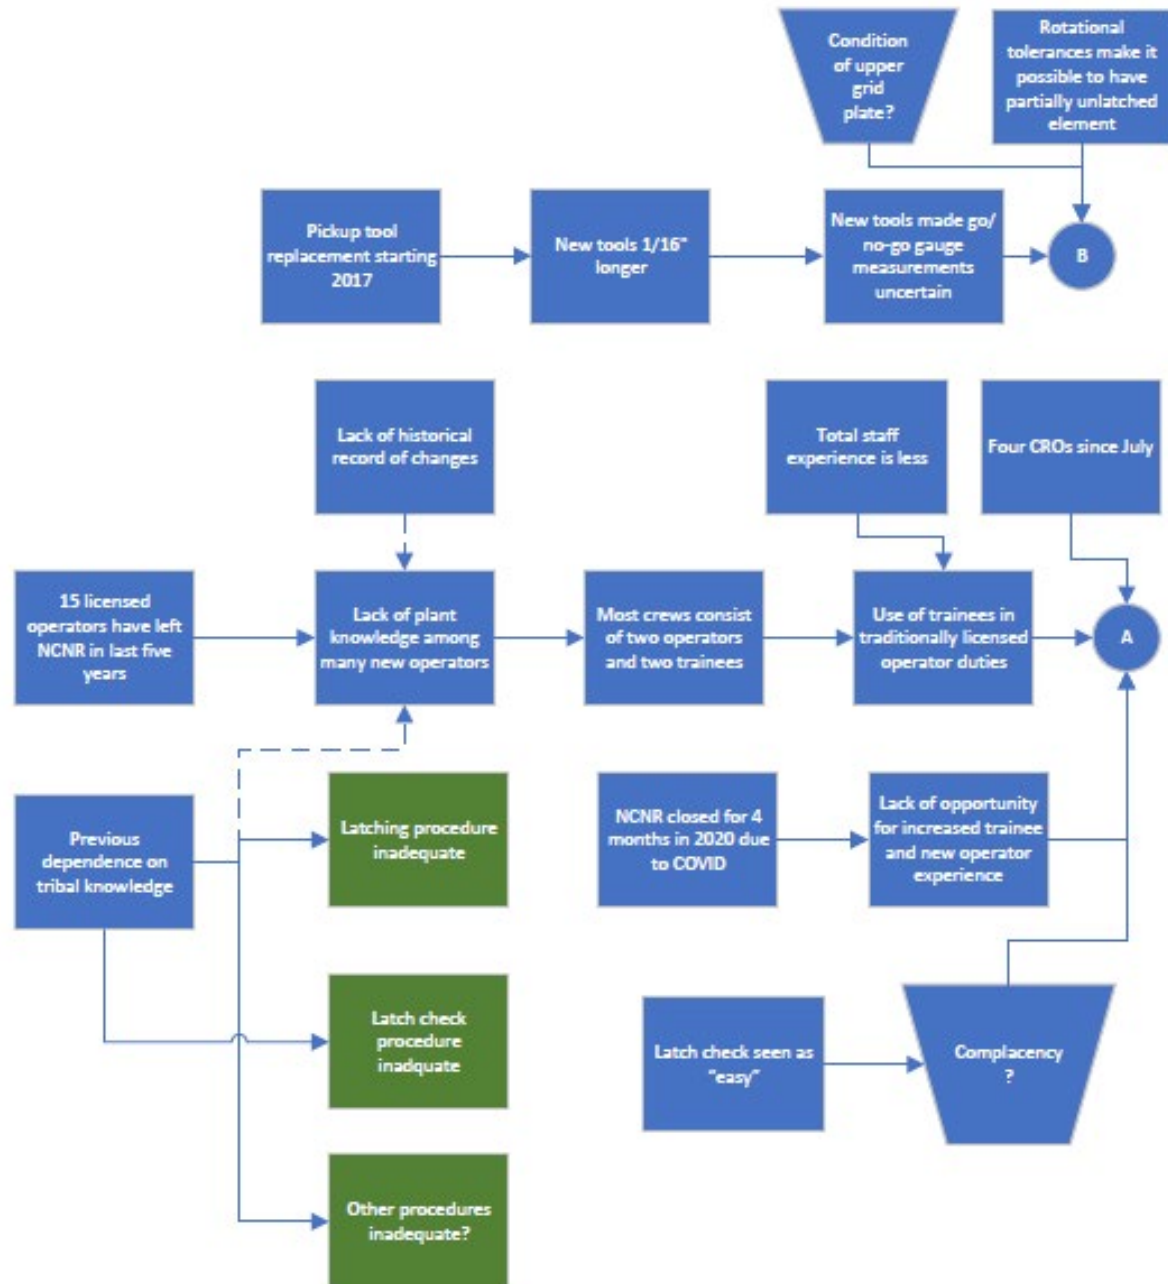 Condition
of upper
grid
plate?
Rotational
tolerances make it
possible to have
partially unlatched
element
Pickup tool
replacement starting
2017
New tools 1/16"
longer
New tools made go/
no-go gauge
measurements
uncertain
B
Lack of historical
record of changes
Total staff
experience is less
Four CROs since July
15 licensed
operators have left
NCNR in last five
years
Lack of plant
knowledge among
many new operators
Most crews consist
of two operators
and two trainees
Use of trainees in
traditionally licensed
operator duties
A
Previous
dependence on
tribal knowledge
Latching procedure
inadequate
NCNR closed for 4
months in 2020 due
to COVID
Lack of opportunity
for increased trainee
and new operator
experience
Latch check
procedure
inadquate
Latch check seen as
"easy"
Complacency
?
Other procedures
inadequate?